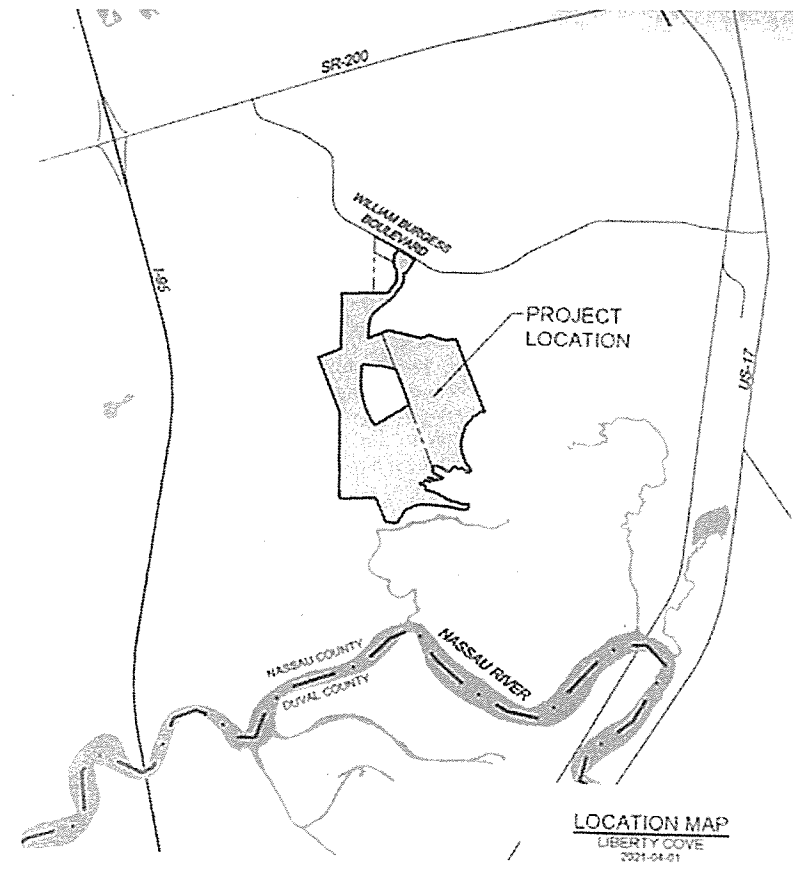 SR-200
WILLIAM BURGESS
BOULEVARD
I-95
PROJECT
LOCATION
US-17
NASSAU COUNTY
DUVAL COUNTY
NASSAU RIVER
LOCATION MAP
LIBERTY COVE
2021-04-01